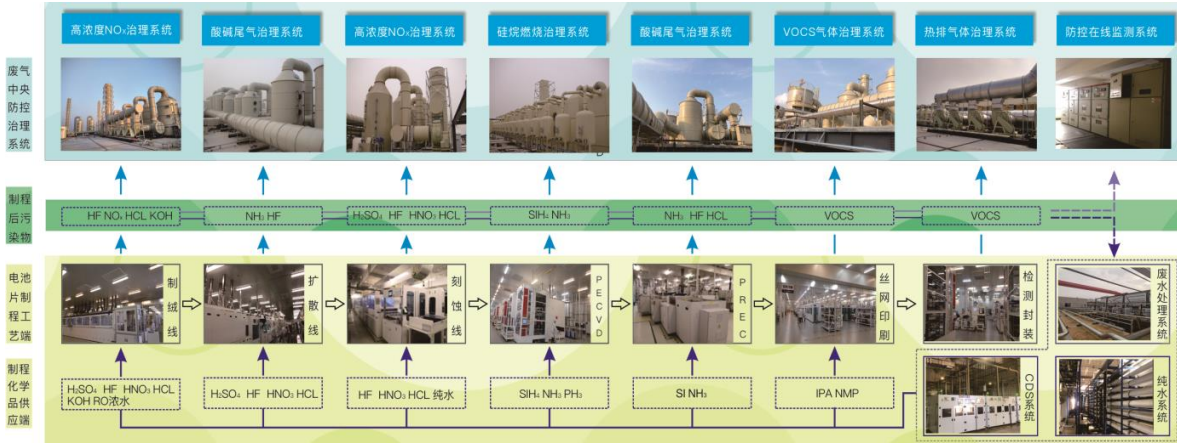 高浓度NOx治理系统
酸碱尾气治理系统
高浓度NOx治理系统
硅烷燃烧治理系统
酸碱尾气治理系统
VOCS气体治理系统
热排气体治理系统
防控在线监测系统
废气
中央
防控
治理
系统
制程
后污
染物
HF NOx HCL KOH
NH₃ HF
H₂SO₄ HF HNO₃ HCL
SIH₄ NH₃
NH₃ HF HCL
VOCS
VOCS
电池
片制
程工
艺端
制绒线
扩散线
刻蚀线
PECVD
PREC
丝网印刷
检测封装
废水处理系统
制程
化学
品供
应端
H₂SO₄ HF HNO₃ HCL
KOH RO浓水
H₂SO₄ HF HNO₃ HCL
HF HNO₃ HCL 纯水
SIH₄ NH₃ PH₃
SI NH₃
IPA NMP
CDS系统
纯水系统